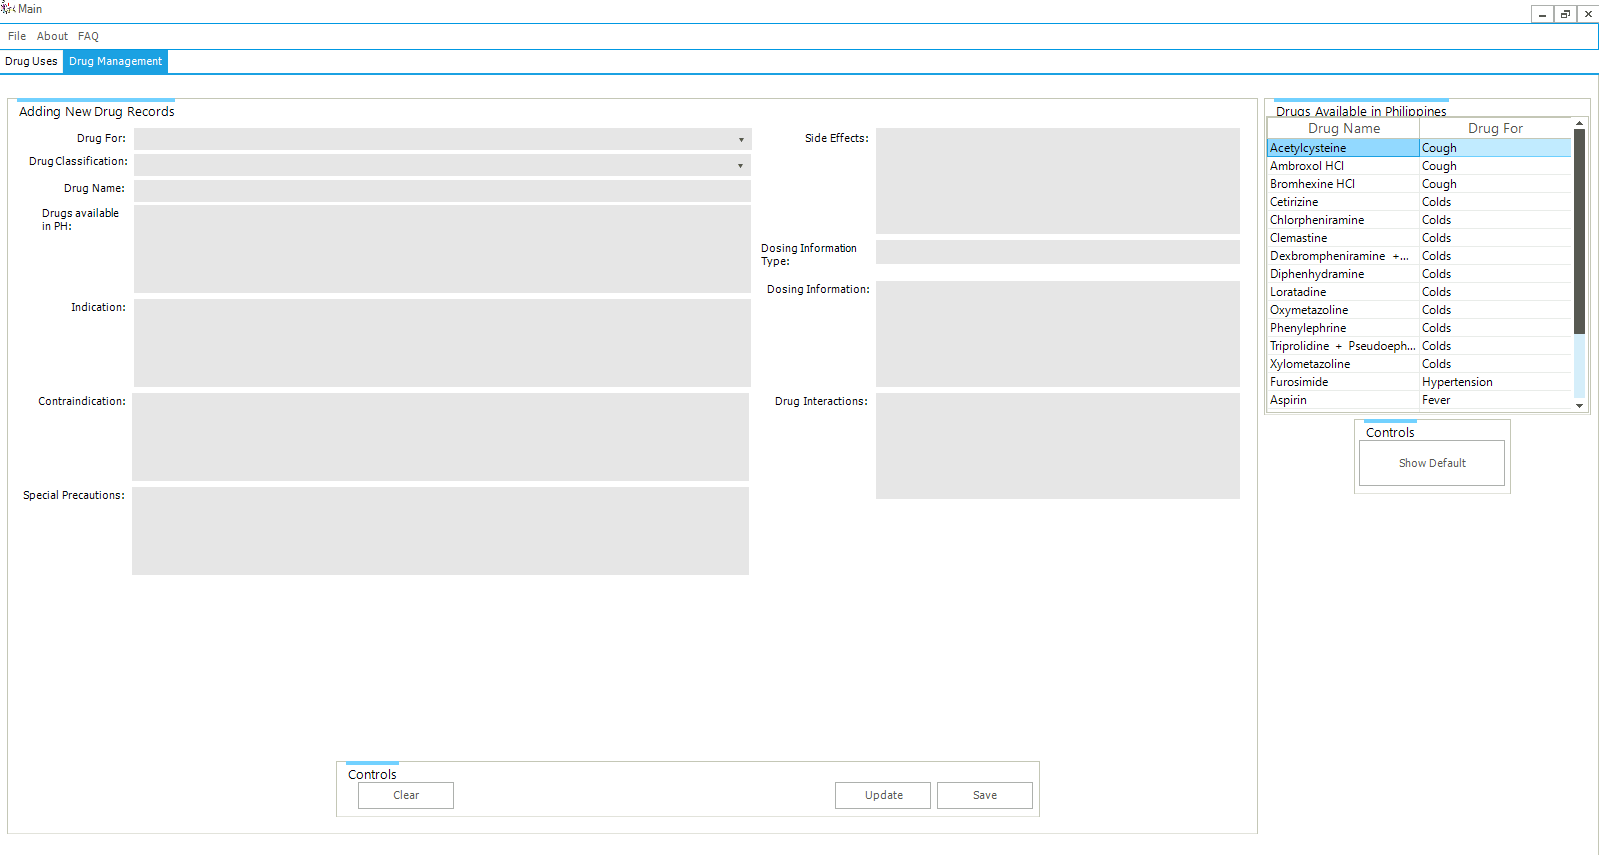 Main
File About FAQ
Drug Uses Drug Management
Adding New Drug Records
Drug For:
Drug Classification:
Drug Name:
Drugs available
in PH:
Indication:
Contraindication:
Special Precautions:
Side Effects:
Dosing Information
Type:
Dosing Information:
Drug Interactions:
Controls
Clear Update Save
Drugs Available in Philippines
Drug Name Drug For
Acetylcysteine Cough
Ambroxol HCl Cough
Bromhexine HCl Cough
Cetirizine Colds
Chlorpheniramine Colds
Clemastine Colds
Dexbrompheniramine +... Colds
Diphenhydramine Colds
Loratadine Colds
Oxymetazoline Colds
Phenylephrine Colds
Triprolidine + Pseudoeph... Colds
Xylometazoline Colds
Furosimide Hypertension
Aspirin Fever
Controls
Show Default